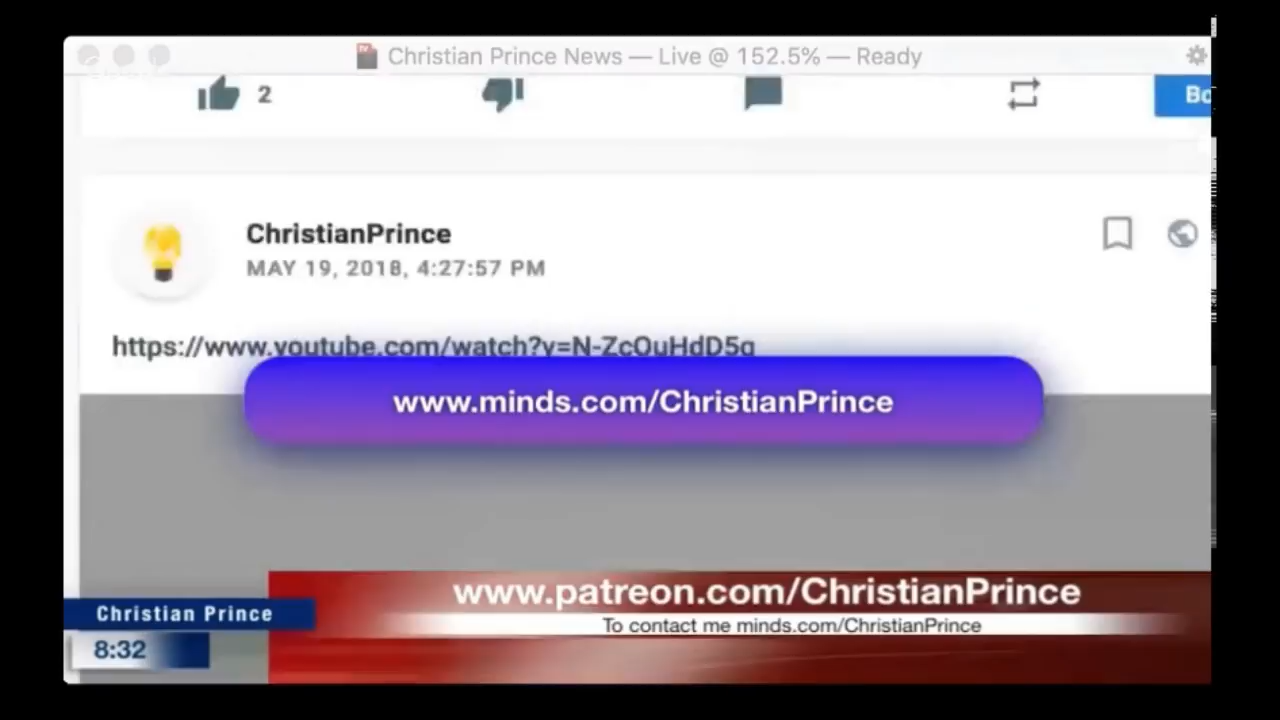 Christian Prince News — Live @ 152.5% — Ready
2
ChristianPrince
MAY 19, 2018, 4:27:57 PM
https://www.youtube.com/watch?v=N-ZcOuHdD5g
www.minds.com/ChristianPrince
www.patreon.com/ChristianPrince
To contact me minds.com/ChristianPrince
Christian Prince
8:32